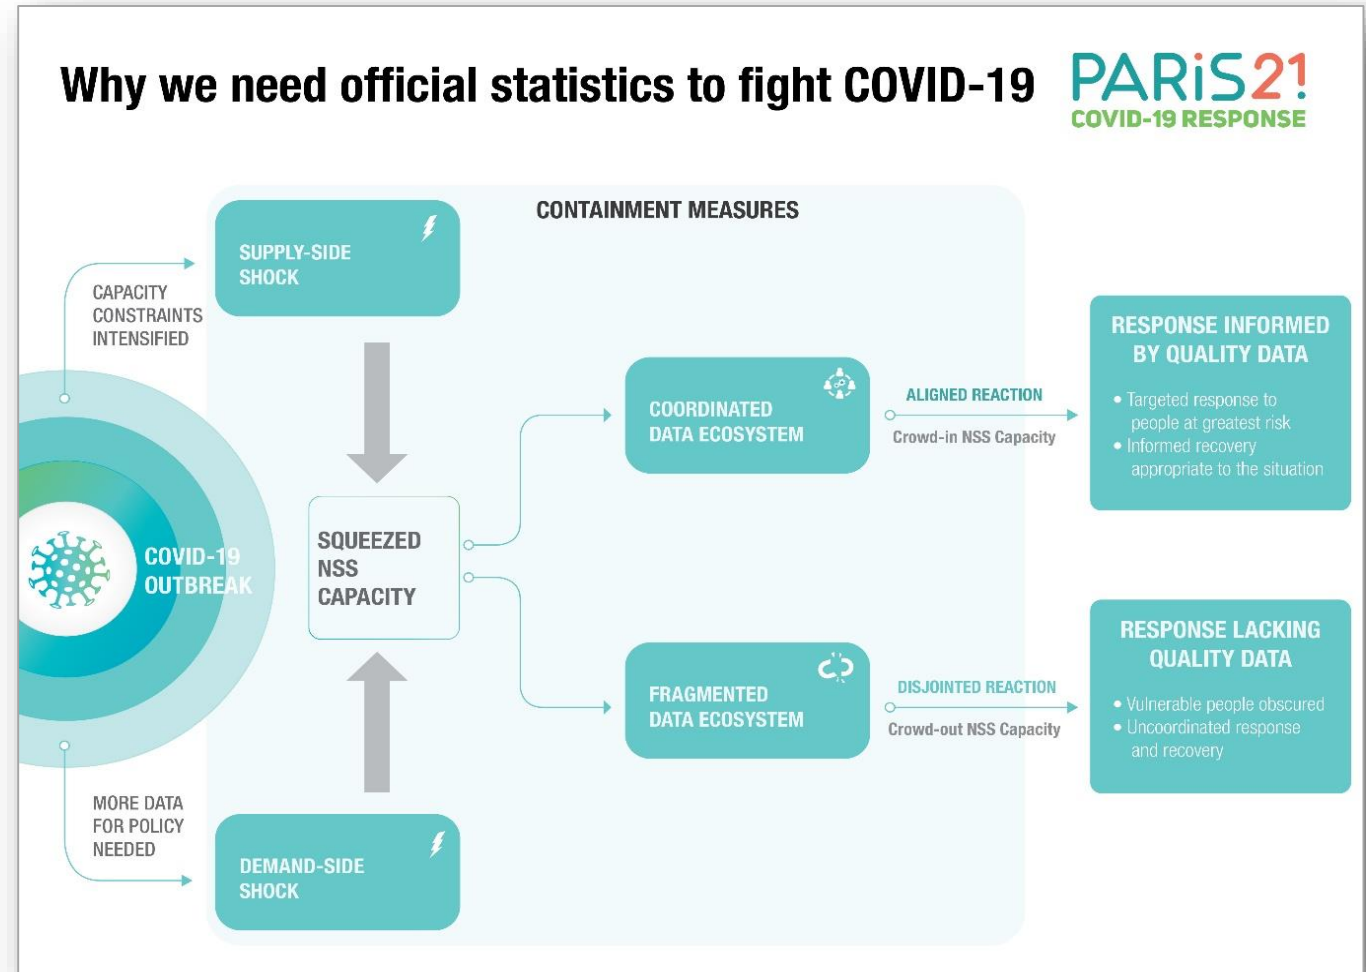 Why we need official statistics to fight COVID-19
PARiS21
COVID-19 RESPONSE
CONTAINMENT MEASURES
SUPPLY-SIDE
SHOCK
CAPACITY
CONSTRAINTS
INTENSIFIED
COVID-19
OUTBREAK
MORE DATA
FOR POLICY
NEEDED
DEMAND-SIDE
SHOCK
SQUEEZED
NSS
CAPACITY
COORDINATED
DATA ECOSYSTEM
ALIGNED REACTION
Crowd-in NSS Capacity
RESPONSE INFORMED
BY QUALITY DATA
• Targeted response to
people at greatest risk
• Informed recovery
appropriate to the situation
FRAGMENTED
DATA ECOSYSTEM
DISJOINTED REACTION
Crowd-out NSS Capacity
RESPONSE LACKING
QUALITY DATA
• Vulnerable people obscured
• Uncoordinated response
and recovery